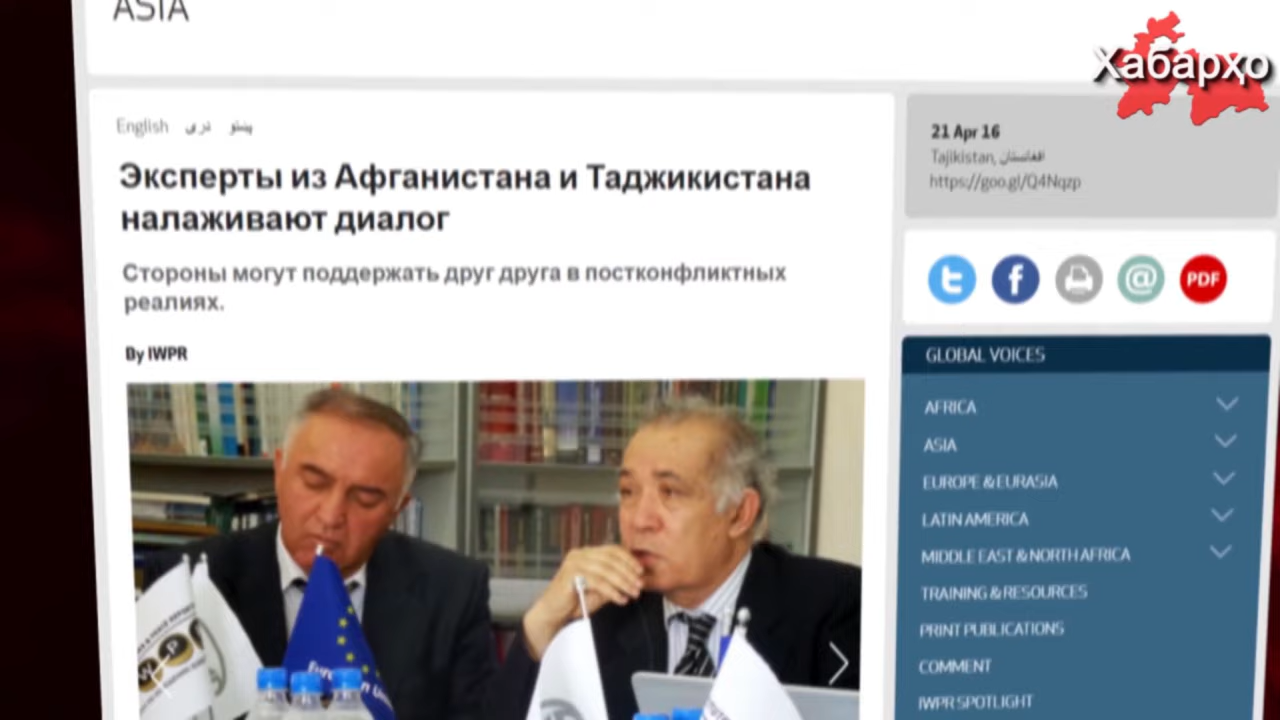 ASIA
Хабарҳо
English دری پښتو
Эксперты из Афганистана и Таджикистана
налаживают диалог
Стороны могут поддержать друг друга в постконфликтных
реалиях.
By IWPR
21 Apr 16
Tajikistan, افغانستان
https://goo.gl/Q4Nqzp
PDF
GLOBAL VOICES
AFRICA
ASIA
EUROPE & EURASIA
LATIN AMERICA
MIDDLE EAST & NORTH AFRICA
TRAINING & RESOURCES
PRINT PUBLICATIONS
COMMENT
IWPR SPOTLIGHT